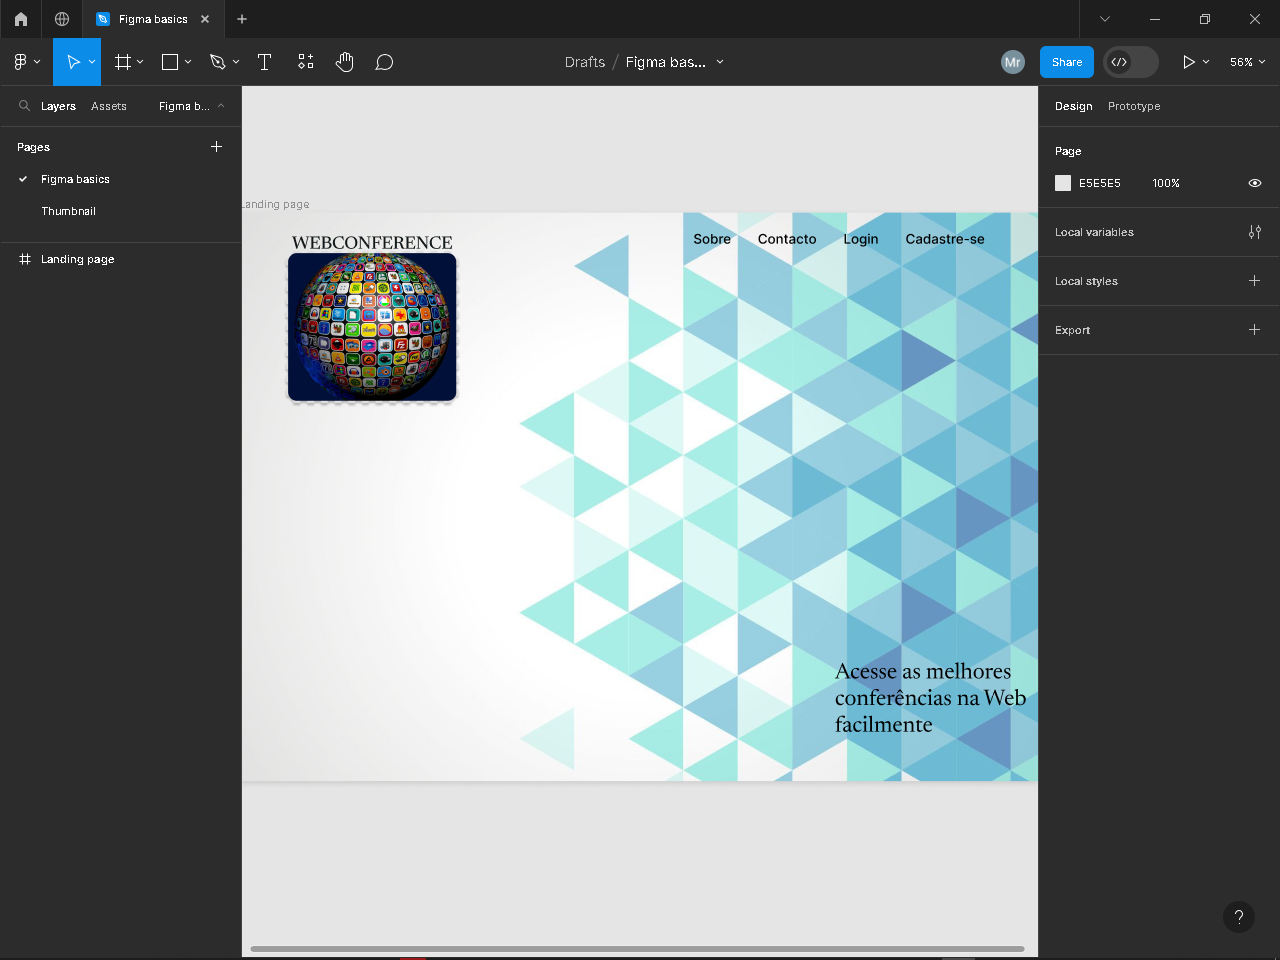 Figma basics
Drafts / Figma bas...
Mr
Share
56%
Layers
Assets
Figma b...
Design
Prototype
Pages
Figma basics
Thumbnail
Landing page
Page
E5E5E5
100%
Local variables
Local styles
Export
Landing page
WEBCONFERENCE
Sobre
Contacto
Login
Cadastre-se
Acesse as melhores
conferências na Web
facilmente
?